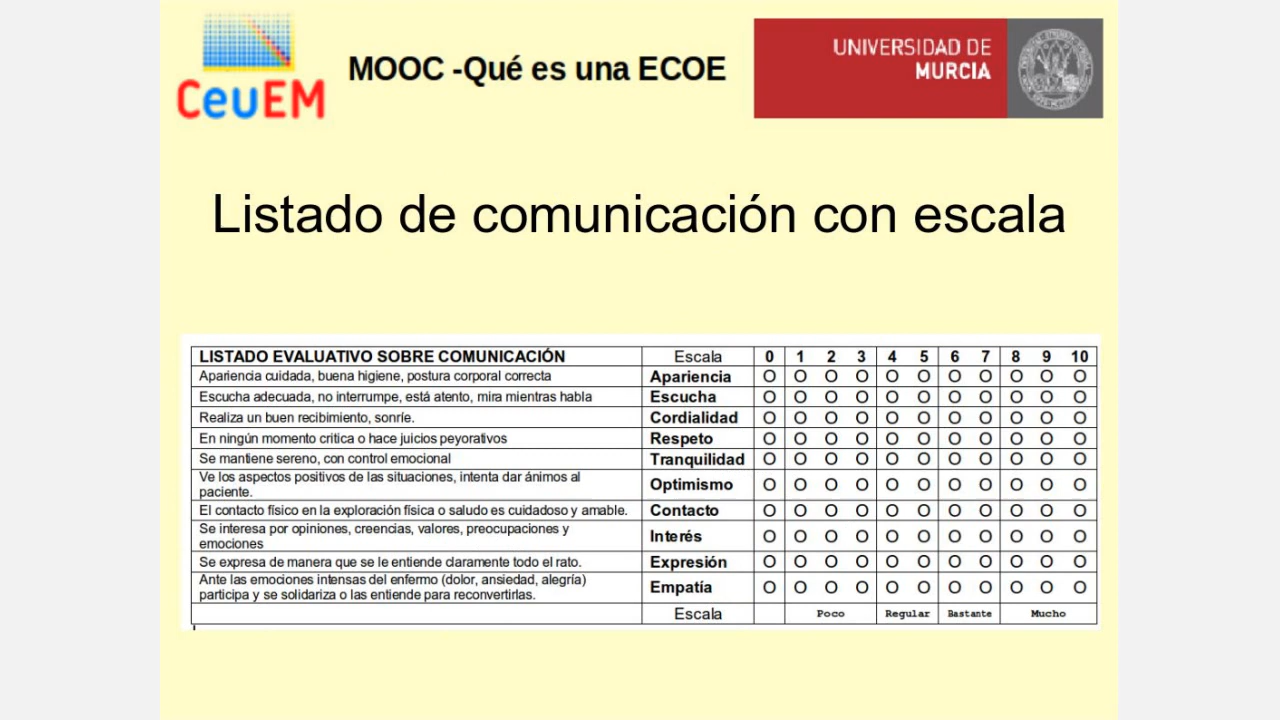 CeuEM
MOOC -Qué es una ECOE
UNIVERSIDAD DE
MURCIA
Listado de comunicación con escala
LISTADO EVALUATIVO SOBRE COMUNICACIÓN Escala 0 1 2 3 4 5 6 7 8 9 10
Apariencia cuidada, buena higiene, postura corporal correcta Apariencia O O O O O O O O O O O
Escucha adecuada, no interrumpe, está atento, mira mientras habla Escucha O O O O O O O O O O O
Realiza un buen recibimiento, sonríe. Cordialidad O O O O O O O O O O O
En ningún momento critica o hace juicios peyorativos Respeto O O O O O O O O O O O
Se mantiene sereno, con control emocional Tranquilidad O O O O O O O O O O O
Ve los aspectos positivos de las situaciones, intenta dar ánimos al
paciente. Optimismo O O O O O O O O O O O
El contacto físico en la exploración física o saludo es cuidadoso y amable. Contacto O O O O O O O O O O O
Se interesa por opiniones, creencias, valores, preocupaciones y
emociones Interés O O O O O O O O O O O
Se expresa de manera que se le entiende claramente todo el rato. Expresión O O O O O O O O O O O
Ante las emociones intensas del enfermo (dolor, ansiedad, alegría)
participa y se solidariza o las entiende para reconvertirlas. Empatía O O O O O O O O O O O
Escala Poco Regular Bastante Mucho